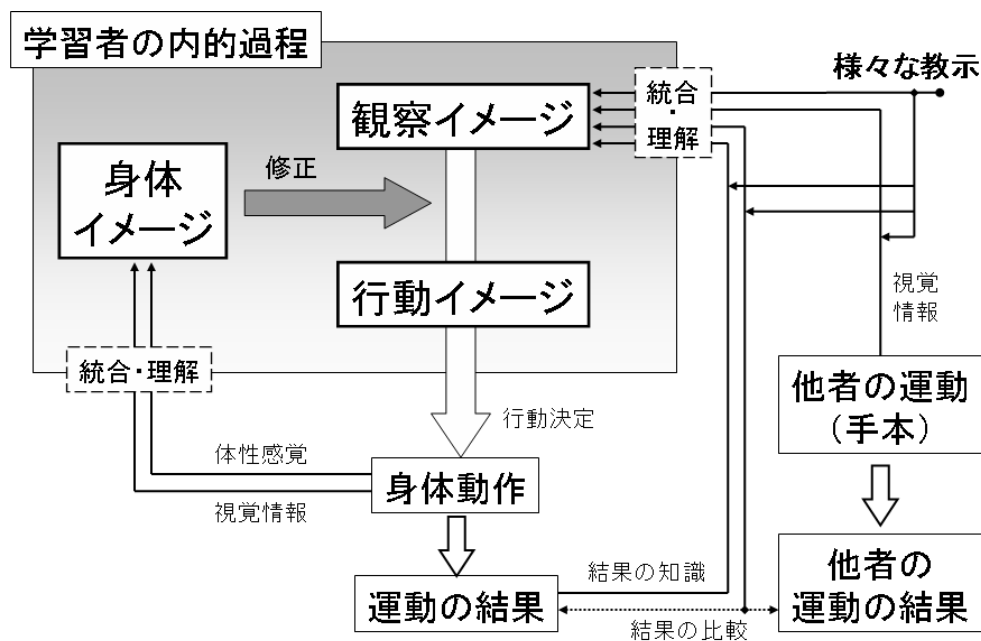 学習者の内的過程
様々な教示
統合
・
理解
観察イメージ
修正
身体
イメージ
行動イメージ
視覚
情報
統合・理解
他者の運動
(手本)
行動決定
体性感覚
身体動作
視覚情報
結果の知識
他者の
運動の結果
運動の結果
結果の比較